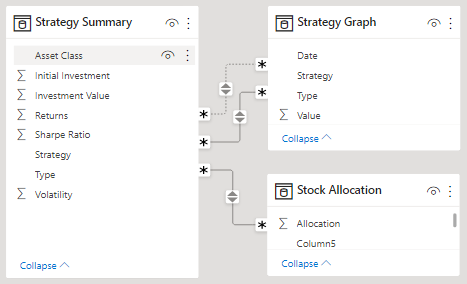 Strategy Summary
Asset Class
Initial Investment
Investment Value
Returns
Sharpe Ratio
Strategy
Type
Volatility
Collapse
Strategy Graph
Date
Strategy
Type
Value
Collapse
Stock Allocation
Allocation
Column5
Collapse